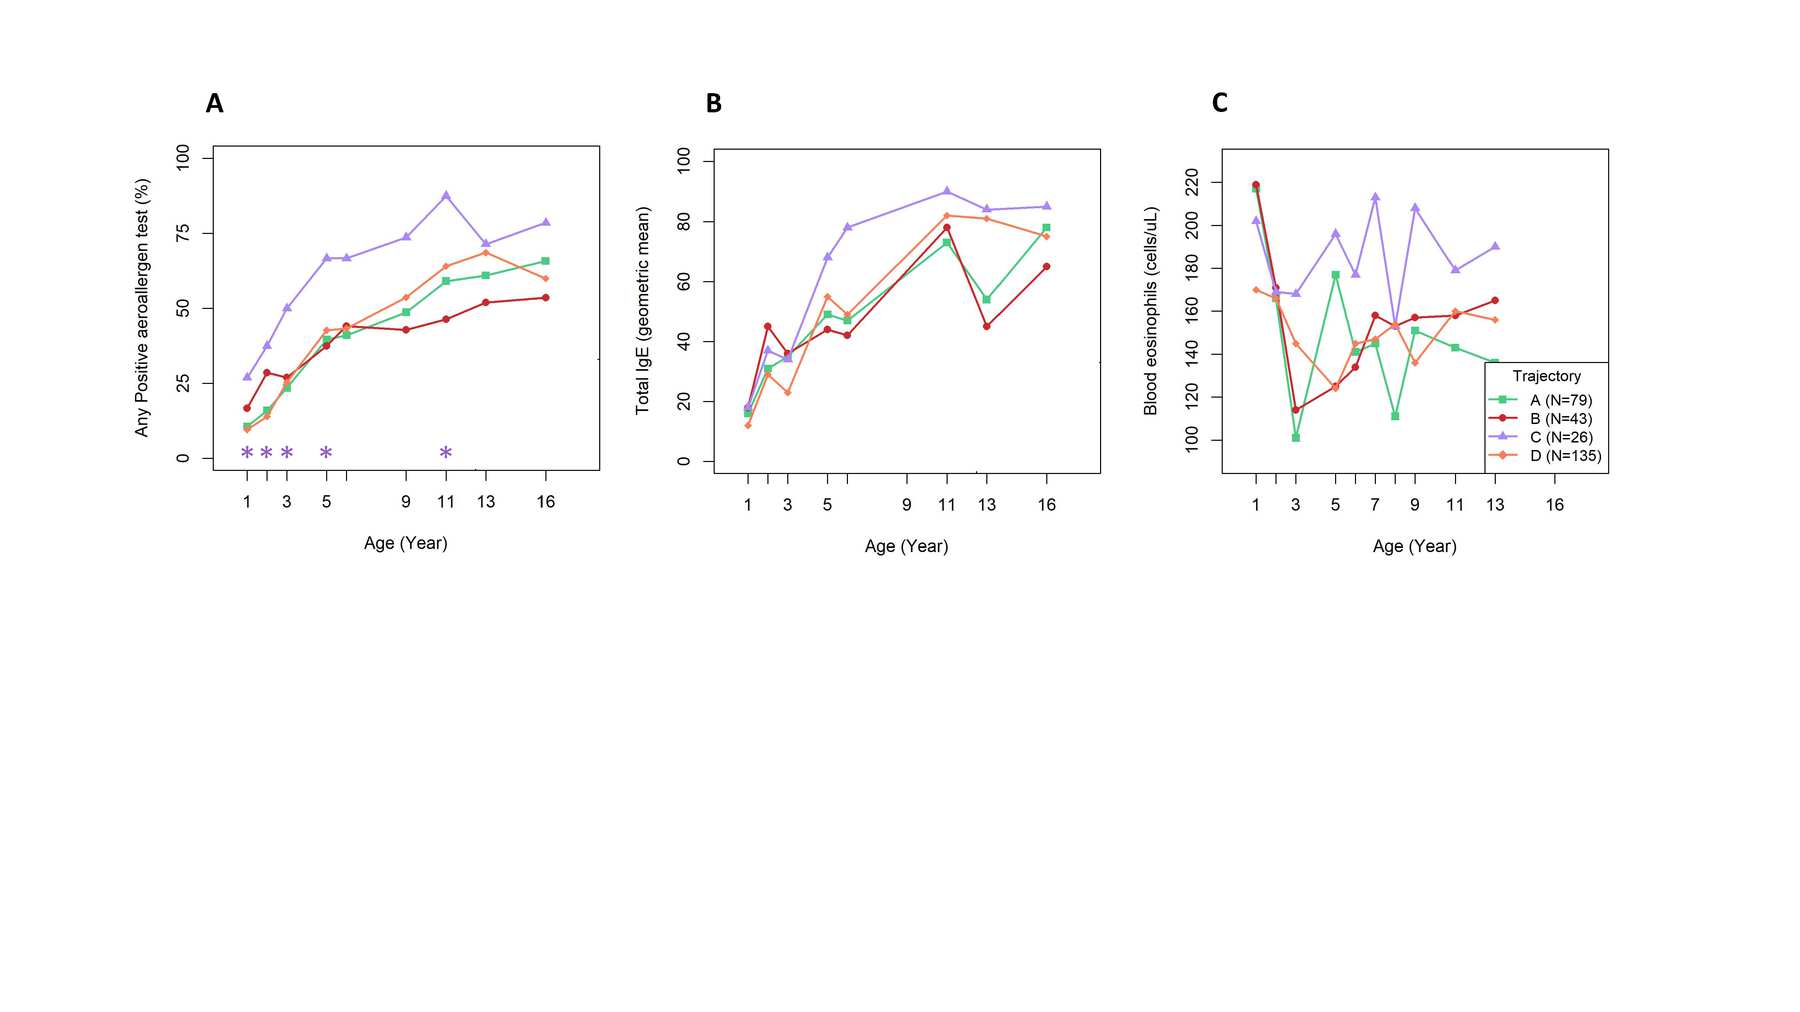 A
Any Positive aeroallergen test (%)
100
75
50
25
0
* * * * *
1 3 5 9 11 13 16
Age (Year)
B
Total IgE (geometric mean)
100
80
60
40
20
0
1 3 5 9 11 13 16
Age (Year)
C
Blood eosinophils (cells/uL)
220
200
180
160
140
120
100
1 3 5 7 9 11 13 16
Age (Year)
Trajectory
A (N=79)
B (N=43)
C (N=26)
D (N=135)